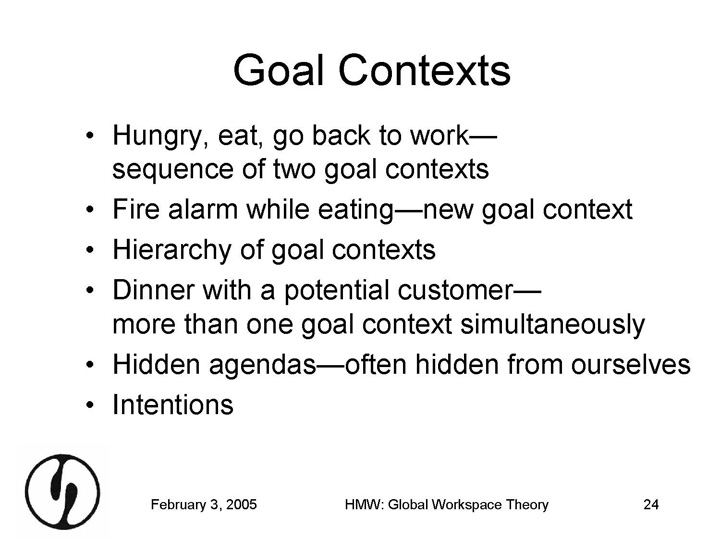 Goal Contexts
• Hungry, eat, go back to work—
sequence of two goal contexts
• Fire alarm while eating—new goal context
• Hierarchy of goal contexts
• Dinner with a potential customer—
more than one goal context simultaneously
• Hidden agendas—often hidden from ourselves
• Intentions
February 3, 2005 HMW: Global Workspace Theory 24